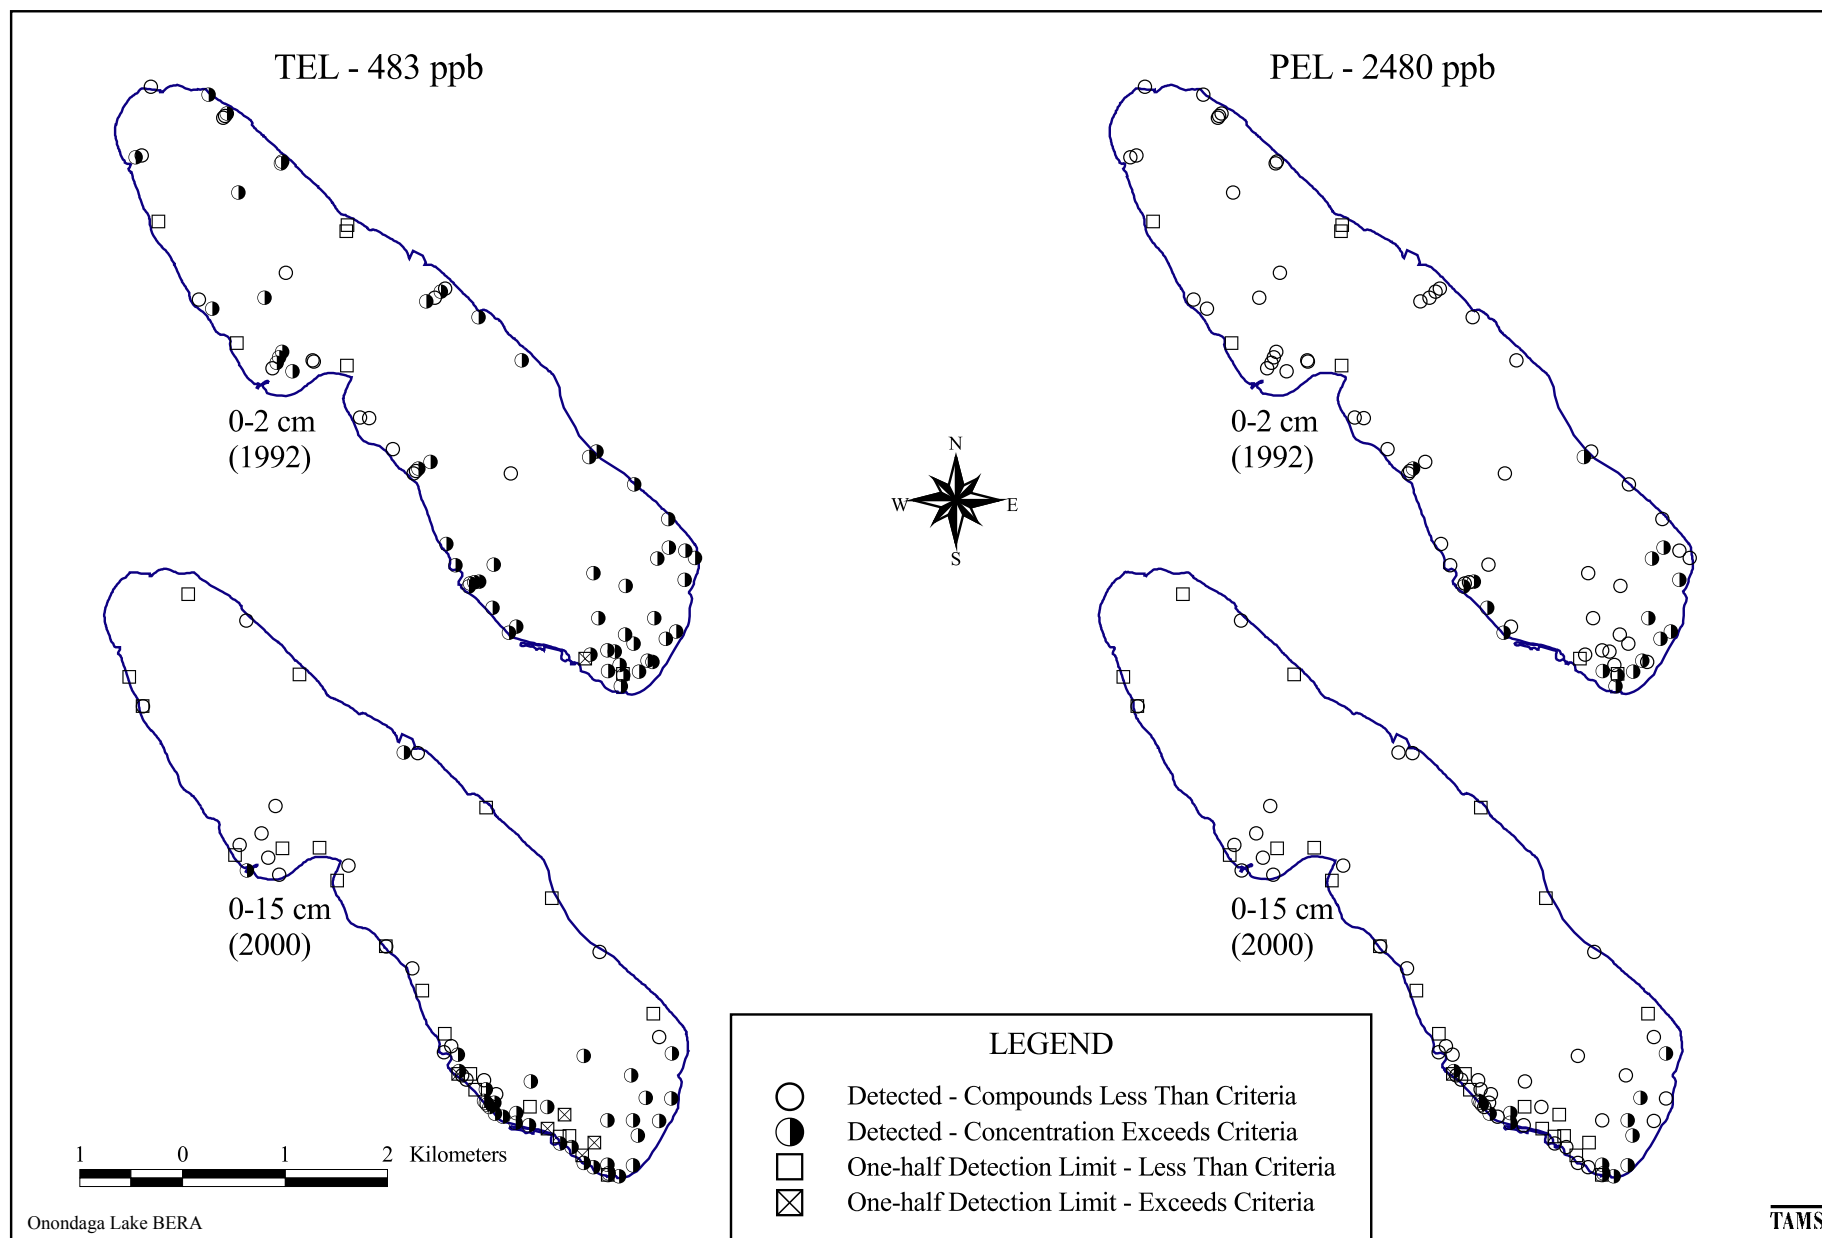 TEL - 483 ppb
PEL - 2480 ppb
0-2 cm
(1992)
0-2 cm
(1992)
N
W
E
S
0-15 cm
(2000)
0-15 cm
(2000)
LEGEND
Detected - Compounds Less Than Criteria
Detected - Concentration Exceeds Criteria
One-half Detection Limit - Less Than Criteria
One-half Detection Limit - Exceeds Criteria
1 0 1 2 Kilometers
Onondaga Lake BERA
TAMS